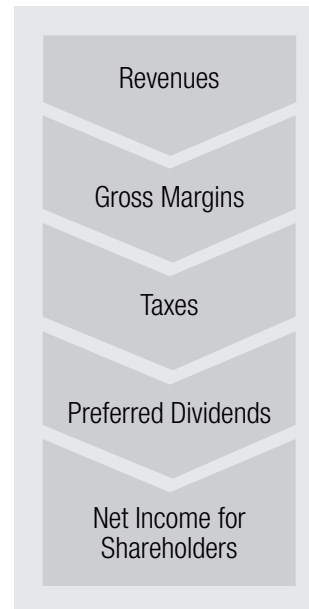 Revenues
Gross Margins
Taxes
Preferred Dividends
Net Income for
Shareholders